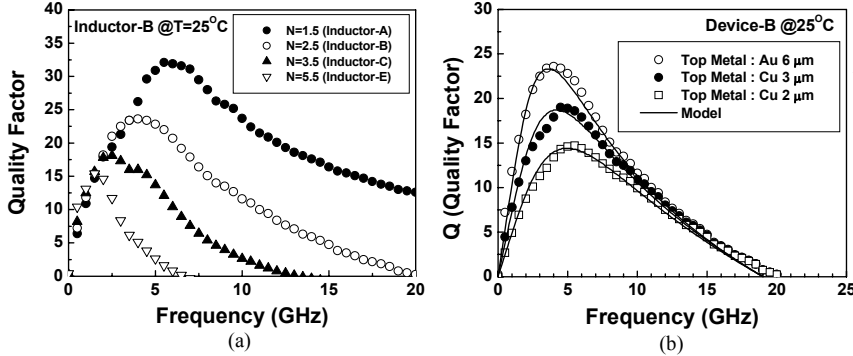 Inductor-B @T=25°C
N=1.5 (Inductor-A)
N=2.5 (Inductor-B)
N=3.5 (Inductor-C)
N=5.5 (Inductor-E)
Quality Factor
40
35
30
25
20
15
10
5
0
0 5 10 15 20
Frequency (GHz)
(a)
Device-B @25°C
Top Metal : Au 6 μm
Top Metal : Cu 3 μm
Top Metal : Cu 2 μm
Model
Q (Quality Factor)
30
25
20
15
10
5
0
0 5 10 15 20 25
Frequency (GHz)
(b)